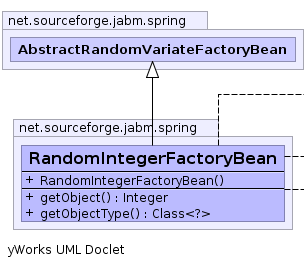 net.sourceforge.jabm.spring
AbstractRandomVariateFactoryBean
net.sourceforge.jabm.spring
RandomIntegerFactoryBean
+ RandomIntegerFactoryBean()
+ getObject() : Integer
+ getObjectType() : Class<?>
yWorks UML Doclet